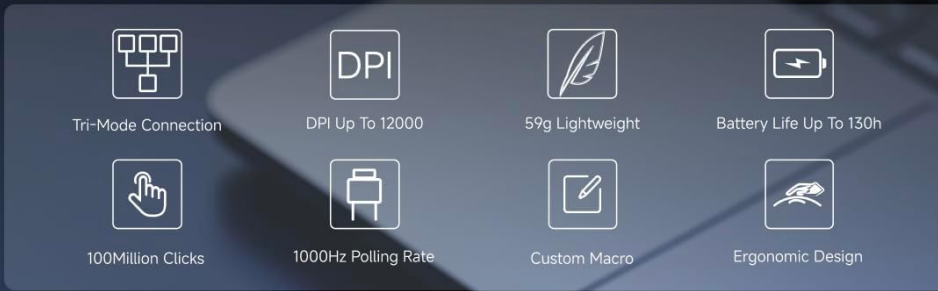 DPI
Tri-Mode Connection
DPI Up To 12000
59g Lightweight
Battery Life Up To 130h
100Million Clicks
1000Hz Polling Rate
Custom Macro
Ergonomic Design